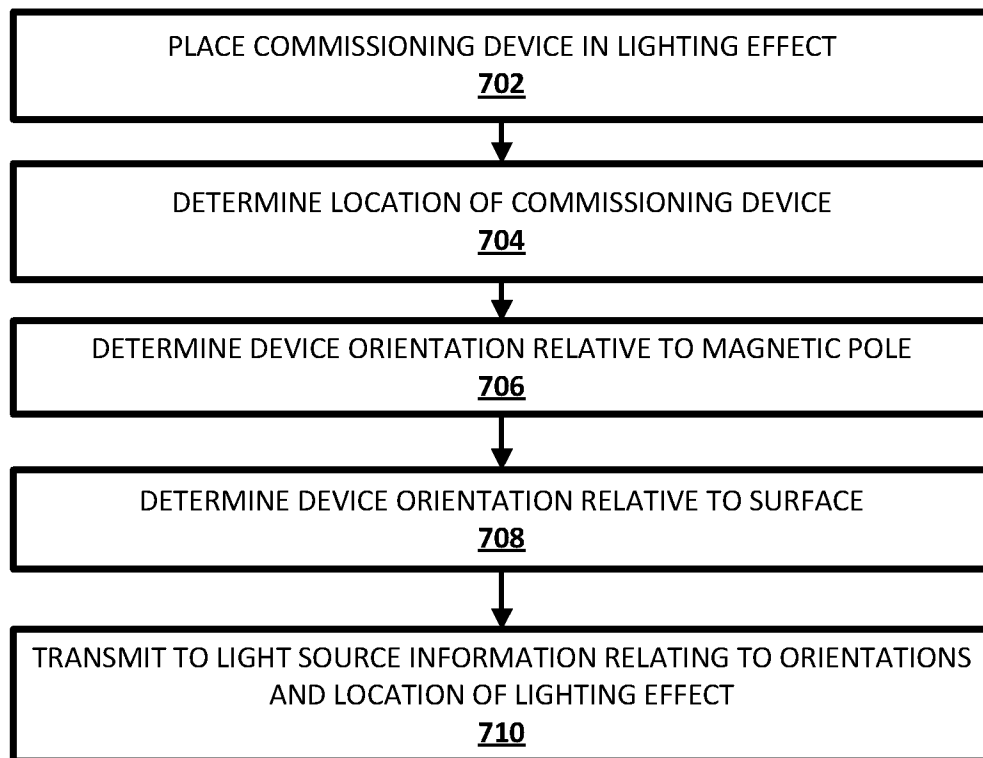 PLACE COMMISSIONING DEVICE IN LIGHTING EFFECT
702
DETERMINE LOCATION OF COMMISSIONING DEVICE
704
DETERMINE DEVICE ORIENTATION RELATIVE TO MAGNETIC POLE
706
DETERMINE DEVICE ORIENTATION RELATIVE TO SURFACE
708
TRANSMIT TO LIGHT SOURCE INFORMATION RELATING TO ORIENTATIONS
AND LOCATION OF LIGHTING EFFECT
710